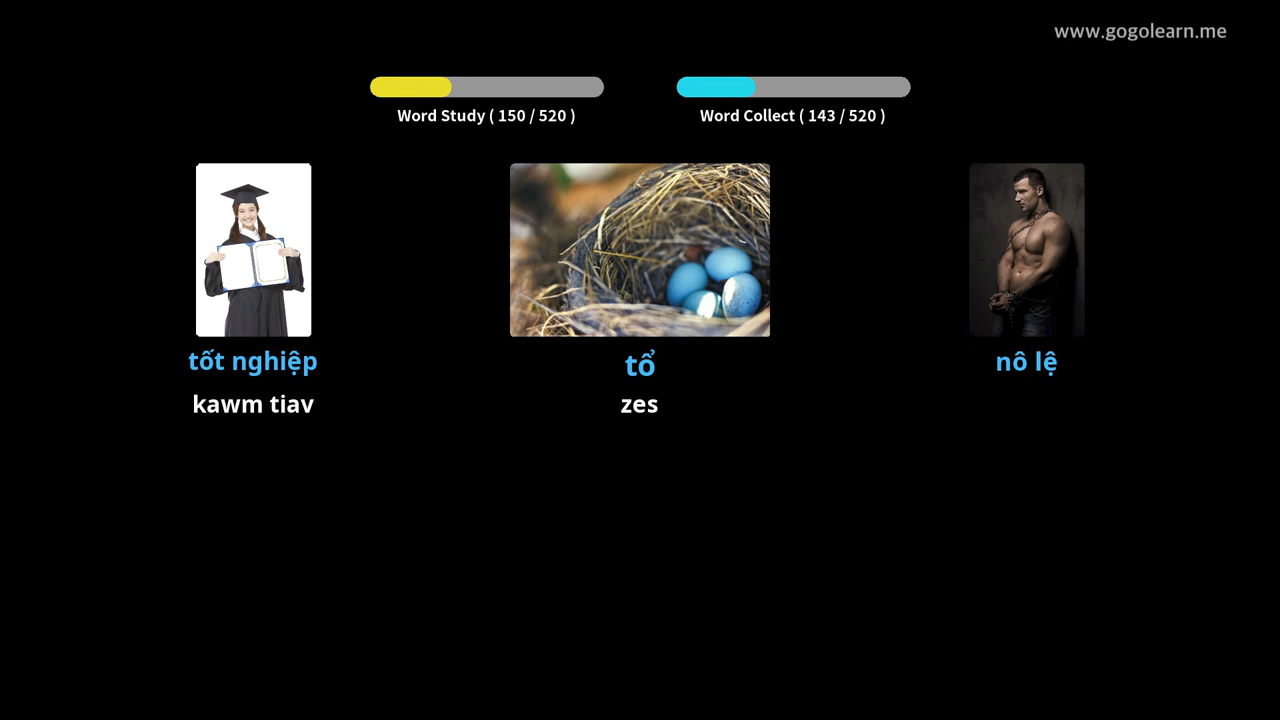 www.gogolearn.me
Word Study ( 150 / 520 )
Word Collect ( 143 / 520 )
tốt nghiệp
tổ
nô lệ
kawm tiav
zes